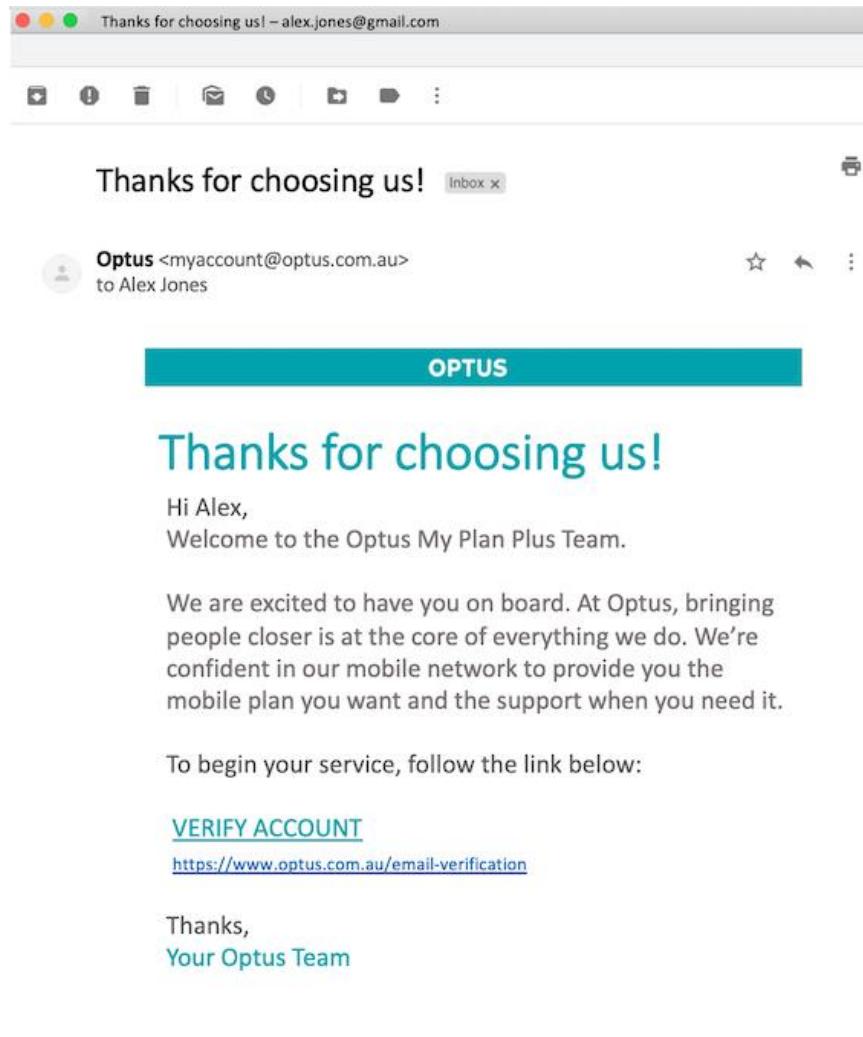 Thanks for choosing us! – alex.jones@gmail.com
Thanks for choosing us! Inbox x
Optus <myaccount@optus.com.au>
to Alex Jones
OPTUS
Thanks for choosing us!
Hi Alex,
Welcome to the Optus My Plan Plus Team.
We are excited to have you on board. At Optus, bringing
people closer is at the core of everything we do. We’re
confident in our mobile network to provide you the
mobile plan you want and the support when you need it.
To begin your service, follow the link below:
VERIFY ACCOUNT
https://www.optus.com.au/email-verification
Thanks,
Your Optus Team